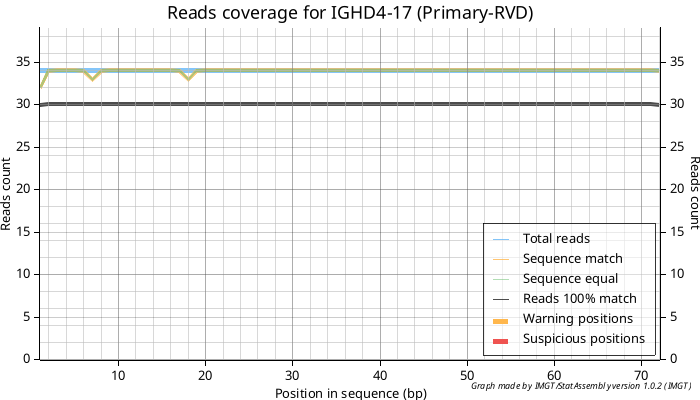 Reads coverage for IGHD4-17 (Primary-RVD)
35 35
30 30
25 25
20 20
15 15
10 10
5 5
0 0
Reads count
Reads count
Total reads
Sequence match
Sequence equal
Reads 100% match
Warning positions
Suspicious positions
10 20 30 40 50 60 70
Position in sequence (bp)
Graph made by IMGT/StatAssembly version 1.0.2 (IMGT)